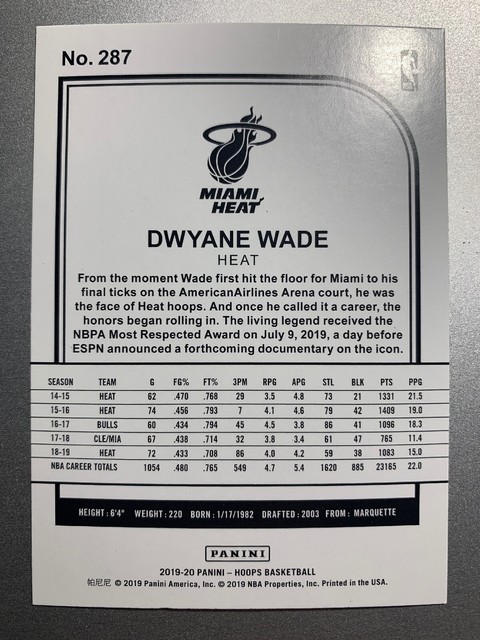 No. 287
MIAMI
HEAT
DWYANE WADE
HEAT
From the moment Wade first hit the floor for Miami to his
final ticks on the AmericanAirlines Arena court, he was
the face of Heat hoops. And once he called it a career, the
honors began rolling in. The living legend received the
NBPA Most Respected Award on July 9, 2019, a day before
ESPN announced a forthcoming documentary on the icon.
SEASON TEAM G FG% FT% 3PM RPG APG STL BLK PTS PPG
14-15 HEAT 62 .470 .768 29 3.5 4.8 73 21 1331 21.5
15-16 HEAT 74 .456 .793 7 4.1 4.6 79 42 1409 19.0
16-17 BULLS 60 .434 .794 45 4.5 3.8 86 41 1096 18.3
17-18 CLE/MIA 67 .438 .714 32 3.8 3.4 61 47 765 11.4
18-19 HEAT 72 .433 .708 86 4.0 4.2 59 38 1083 15.0
NBA CAREER TOTALS 1054 .480 .765 549 4.7 5.4 1620 885 23165 22.0
HEIGHT: 6'4" WEIGHT: 220 BORN: 1/17/1982 DRAFTED: 2003 FROM: MARQUETTE
PANINI
2019-20 PANINI – HOOPS BASKETBALL
帕尼尼 © 2019 Panini America, Inc. © 2019 NBA Properties, Inc. Printed in the USA.